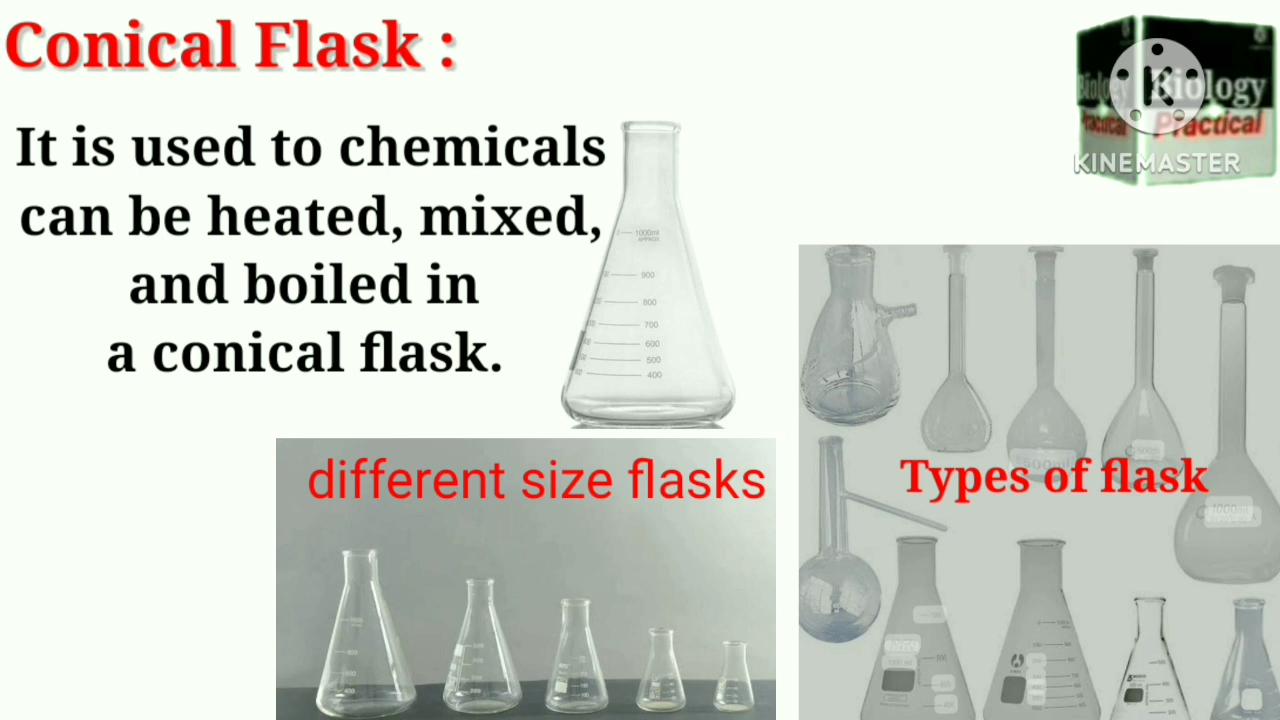 Conical Flask :
It is used to chemicals
can be heated, mixed,
and boiled in
a conical flask.
Biology
Practical
KINEMASTER
1000ml
APPROX
900
800
700
600
500
400
different size flasks
Types of flask